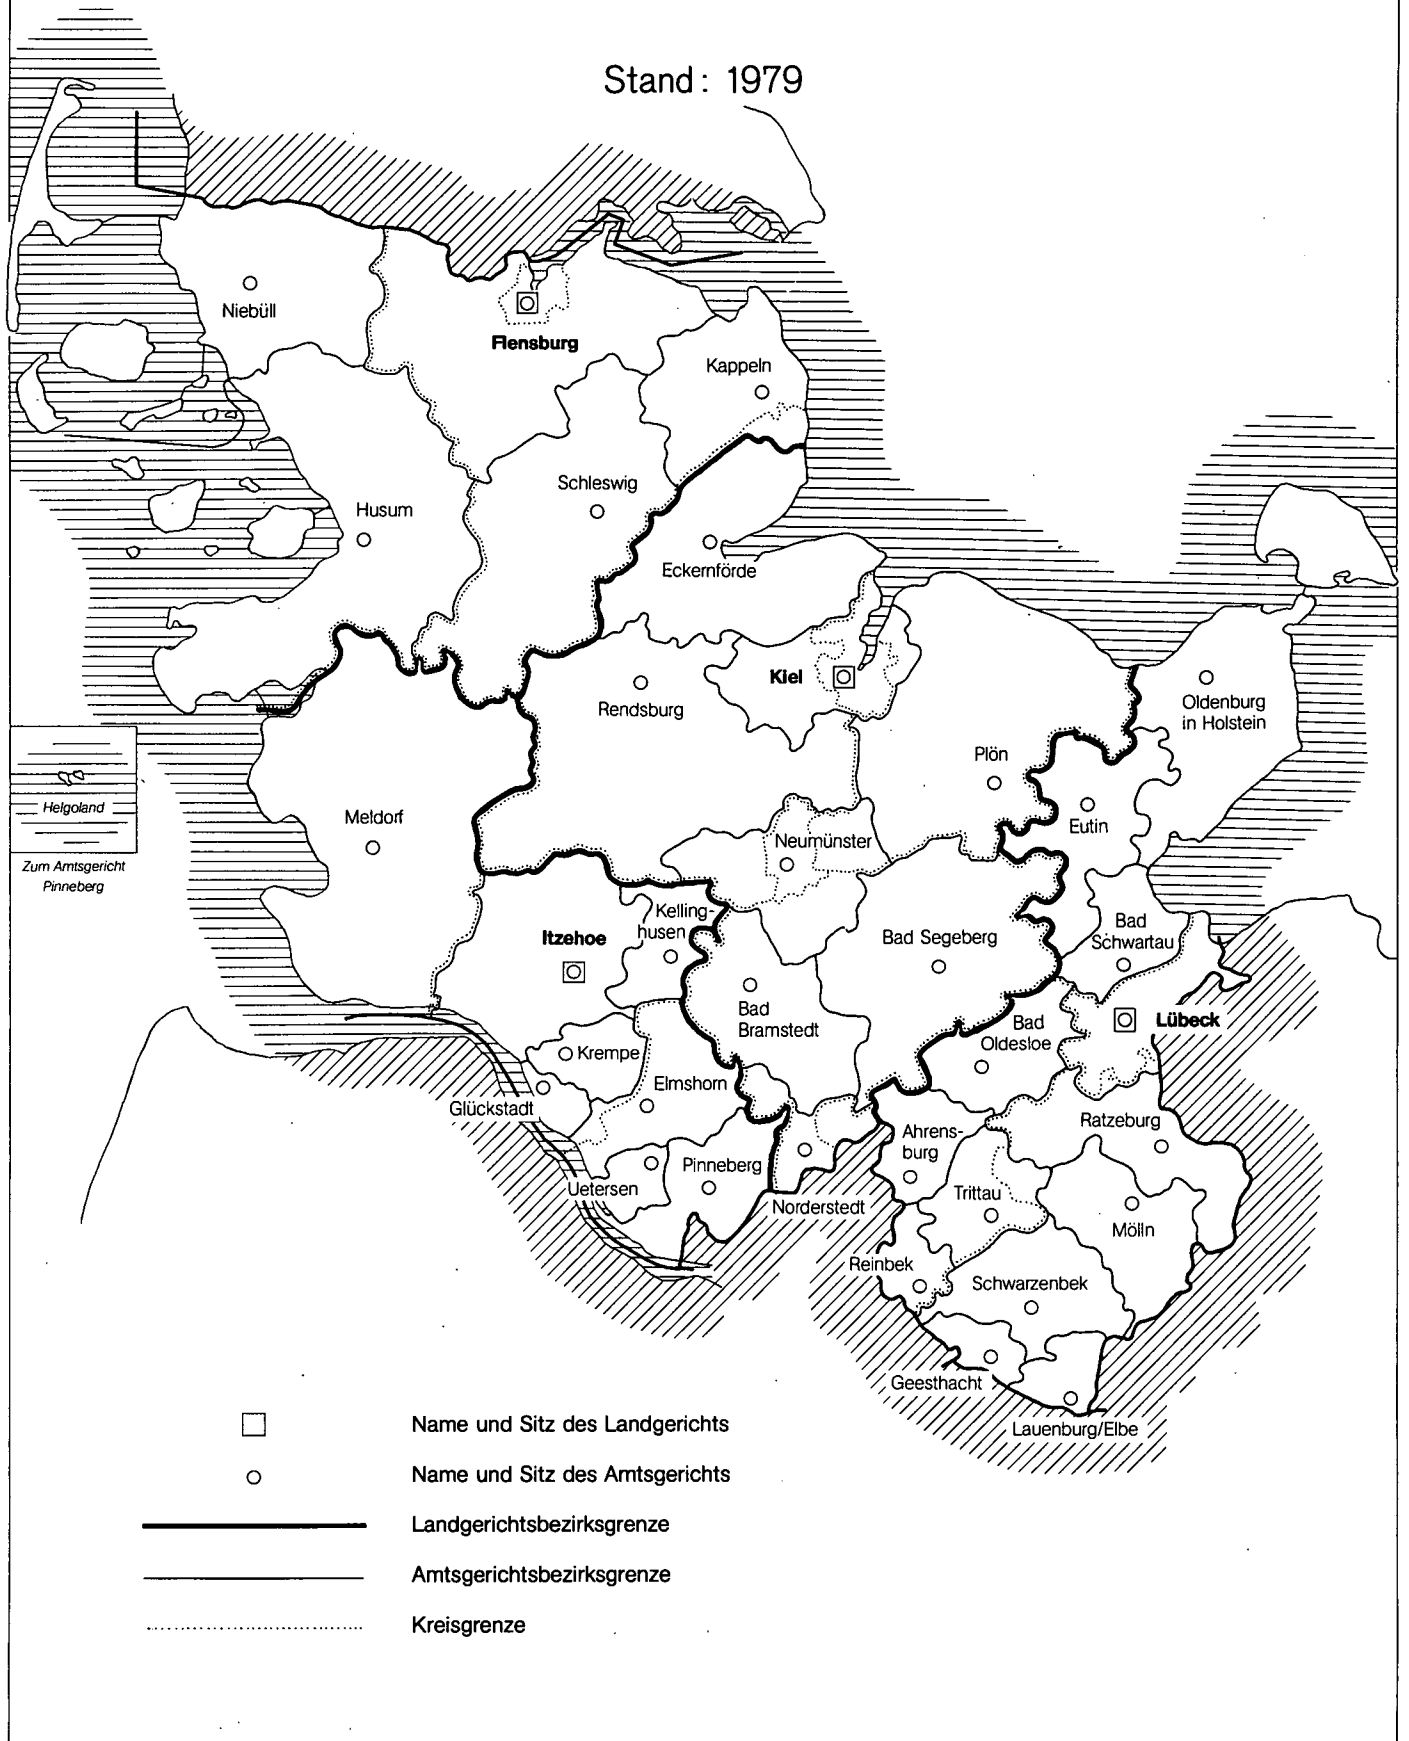 Stand: 1979
Niebüll
Flensburg
Kappeln
Schleswig
Husum
Eckernförde
Kiel
Rendsburg
Oldenburg
in Holstein
Plön
Helgoland
Meldorf
Eutin
Neumünster
Zum Amtsgericht
Pinneberg
Kelling-
husen
Itzehoe
Bad Segeberg
Bad
Schwartau
Bad
Bramstedt
Lübeck
Bad
Oldesloe
Krempe
Elmshorn
Glückstadt
Ratzeburg
Ahrens-
burg
Pinneberg
Uetersen
Trittau
Norderstedt
Mölln
Reinbek
Schwarzenbek
Geesthacht
Lauenburg/Elbe
Name und Sitz des Landgerichts
Name und Sitz des Amtsgerichts
Landgerichtsbezirksgrenze
Amtsgerichtsbezirksgrenze
Kreisgrenze